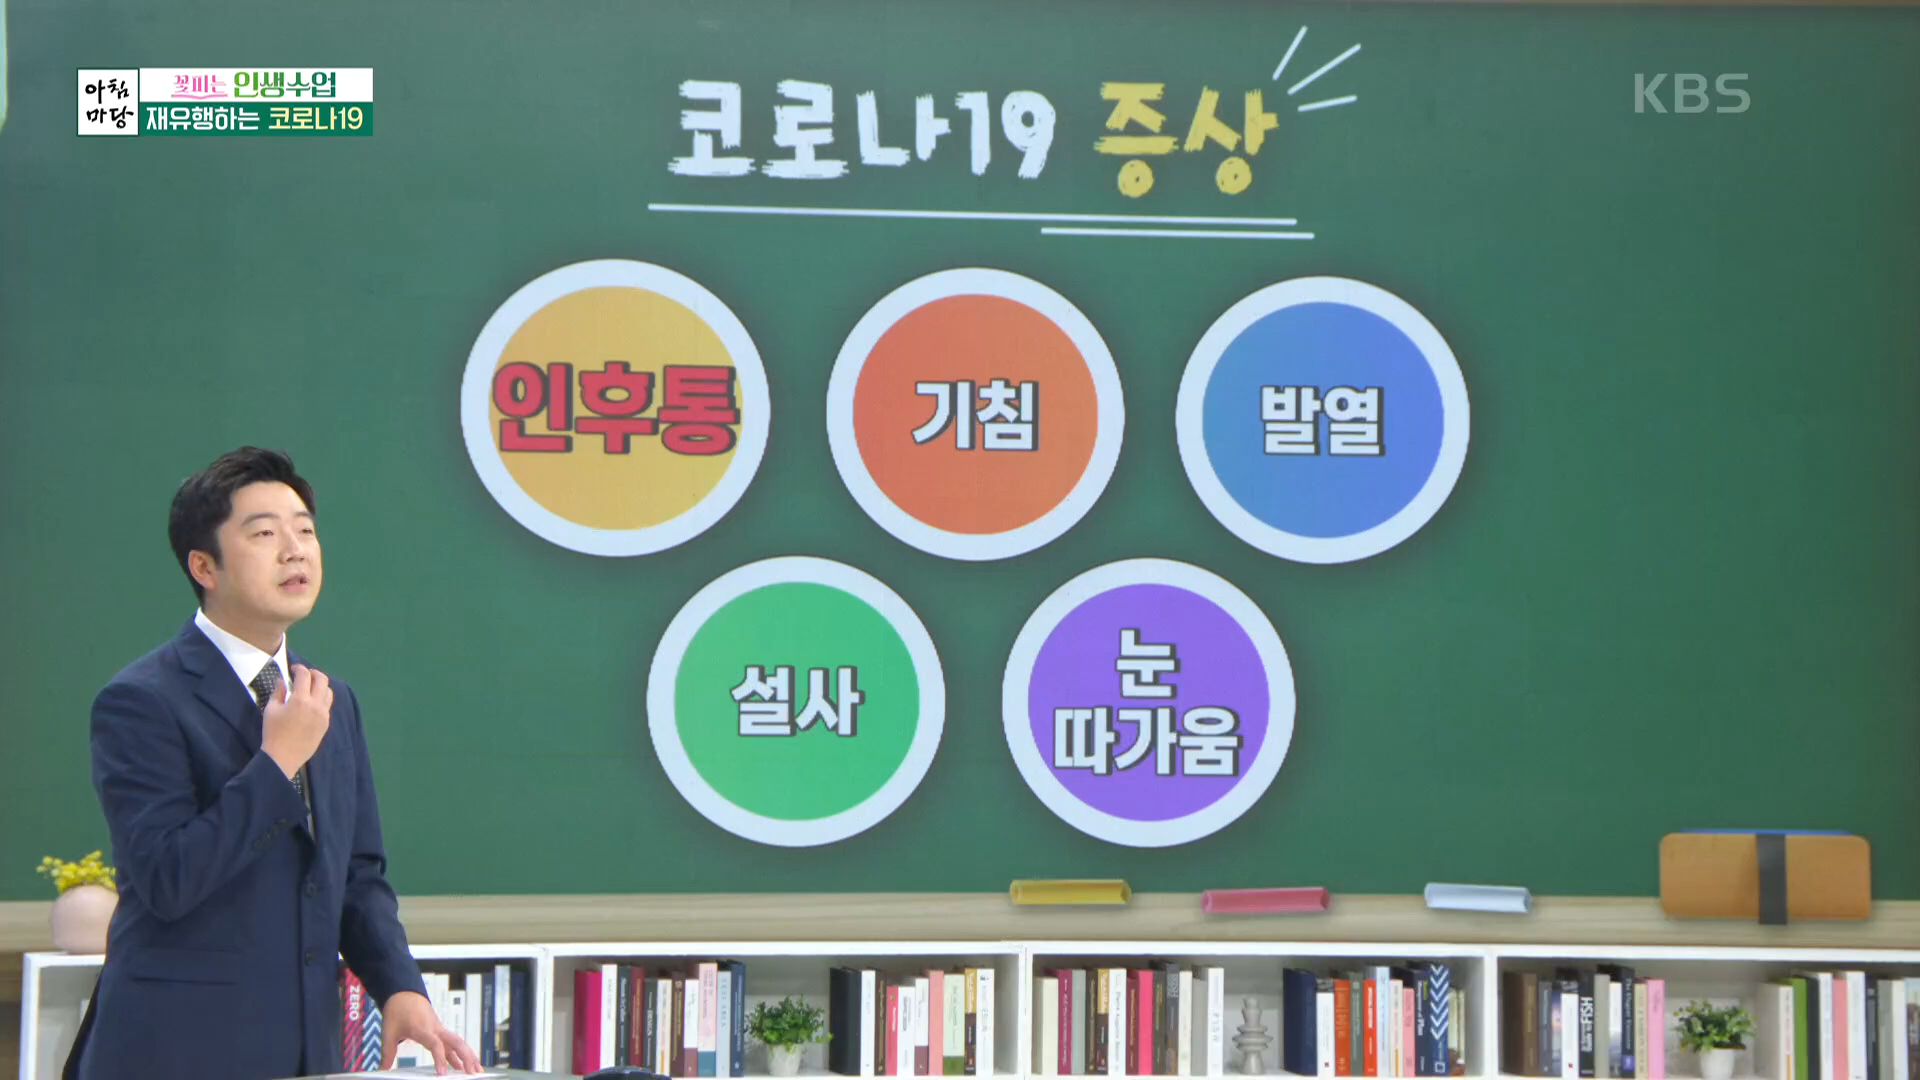 아침
마당
꽃피는 인생수업
재유행하는 코로나19
KBS
코로나19 증상
인후통
기침
발열
설사
눈
따가움
ZERO